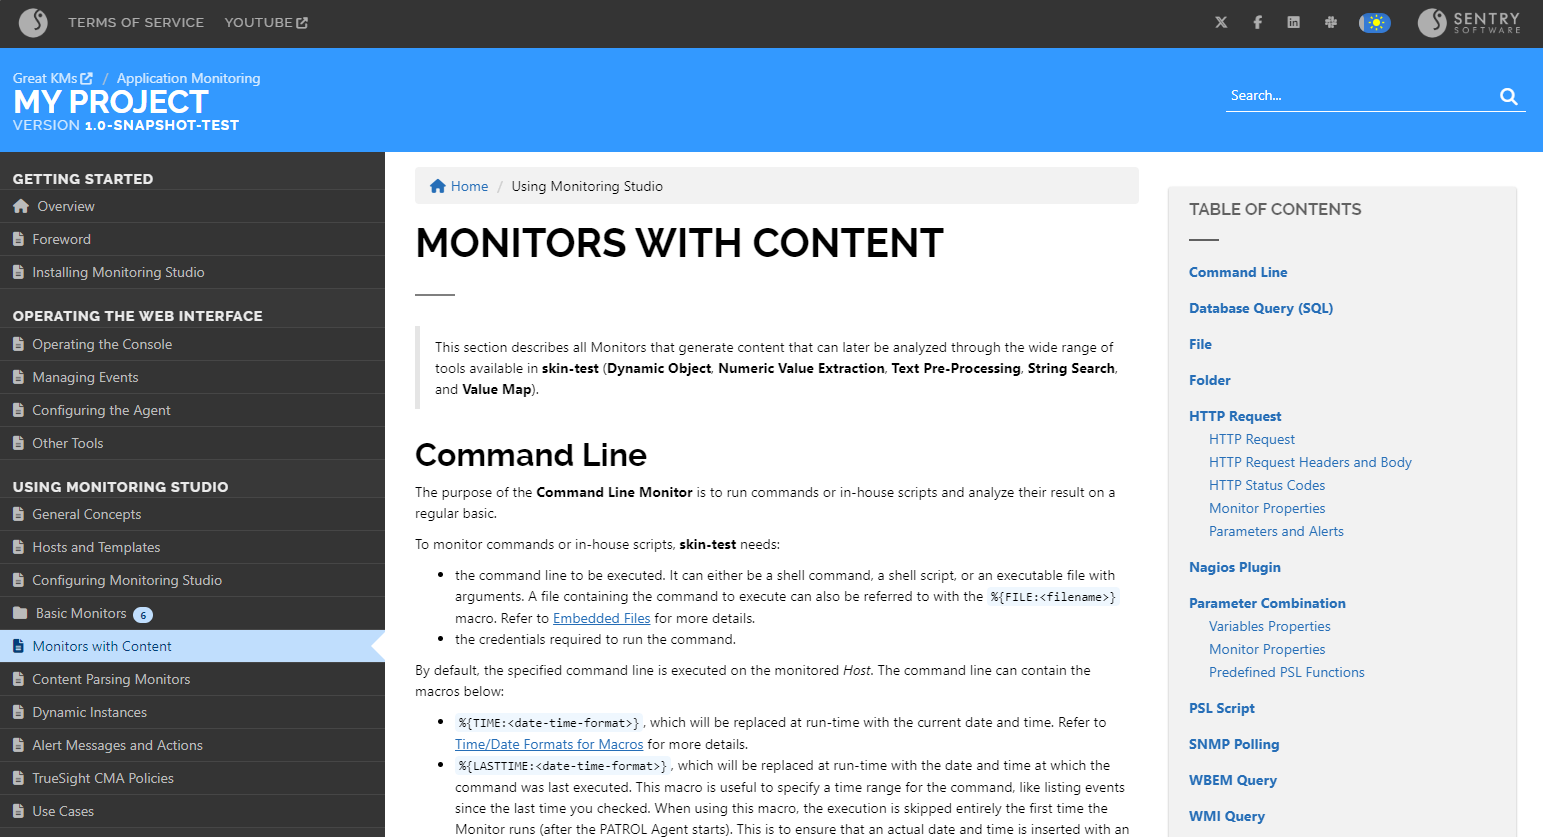 TERMS OF SERVICE YOUTUBE
SENTRY
SOFTWARE
Great KMs / Application Monitoring
MY PROJECT
VERSION 1.0-SNAPSHOT-TEST
Search...
GETTING STARTED
Overview
Foreword
Installing Monitoring Studio
OPERATING THE WEB INTERFACE
Operating the Console
Managing Events
Configuring the Agent
Other Tools
USING MONITORING STUDIO
General Concepts
Hosts and Templates
Configuring Monitoring Studio
Basic Monitors 6
Monitors with Content
Content Parsing Monitors
Dynamic Instances
Alert Messages and Actions
TrueSight CMA Policies
Use Cases
Home / Using Monitoring Studio
MONITORS WITH CONTENT
This section describes all Monitors that generate content that can later be analyzed through the wide range of
tools available in skin-test (Dynamic Object, Numeric Value Extraction, Text Pre-Processing, String Search,
and Value Map).
Command Line
The purpose of the Command Line Monitor is to run commands or in-house scripts and analyze their result on a
regular basic.
To monitor commands or in-house scripts, skin-test needs:
• the command line to be executed. It can either be a shell command, a shell script, or an executable file with
arguments. A file containing the command to execute can also be referred to with the %{FILE:<filename>}
macro. Refer to Embedded Files for more details.
• the credentials required to run the command.
By default, the specified command line is executed on the monitored Host. The command line can contain the
macros below:
• %{TIME:<date-time-format>}, which will be replaced at run-time with the current date and time. Refer to
Time/Date Formats for Macros for more details.
• %{LASTTIME:<date-time-format>}, which will be replaced at run-time with the date and time at which the
command was last executed. This macro is useful to specify a time range for the command, like listing events
since the last time you checked. When using this macro, the execution is skipped entirely the first time the
Monitor runs (after the PATROL Agent starts). This is to ensure that an actual date and time is inserted with an
TABLE OF CONTENTS
Command Line
Database Query (SQL)
File
Folder
HTTP Request
HTTP Request
HTTP Request Headers and Body
HTTP Status Codes
Monitor Properties
Parameters and Alerts
Nagios Plugin
Parameter Combination
Variables Properties
Monitor Properties
Predefined PSL Functions
PSL Script
SNMP Polling
WBEM Query
WMI Query